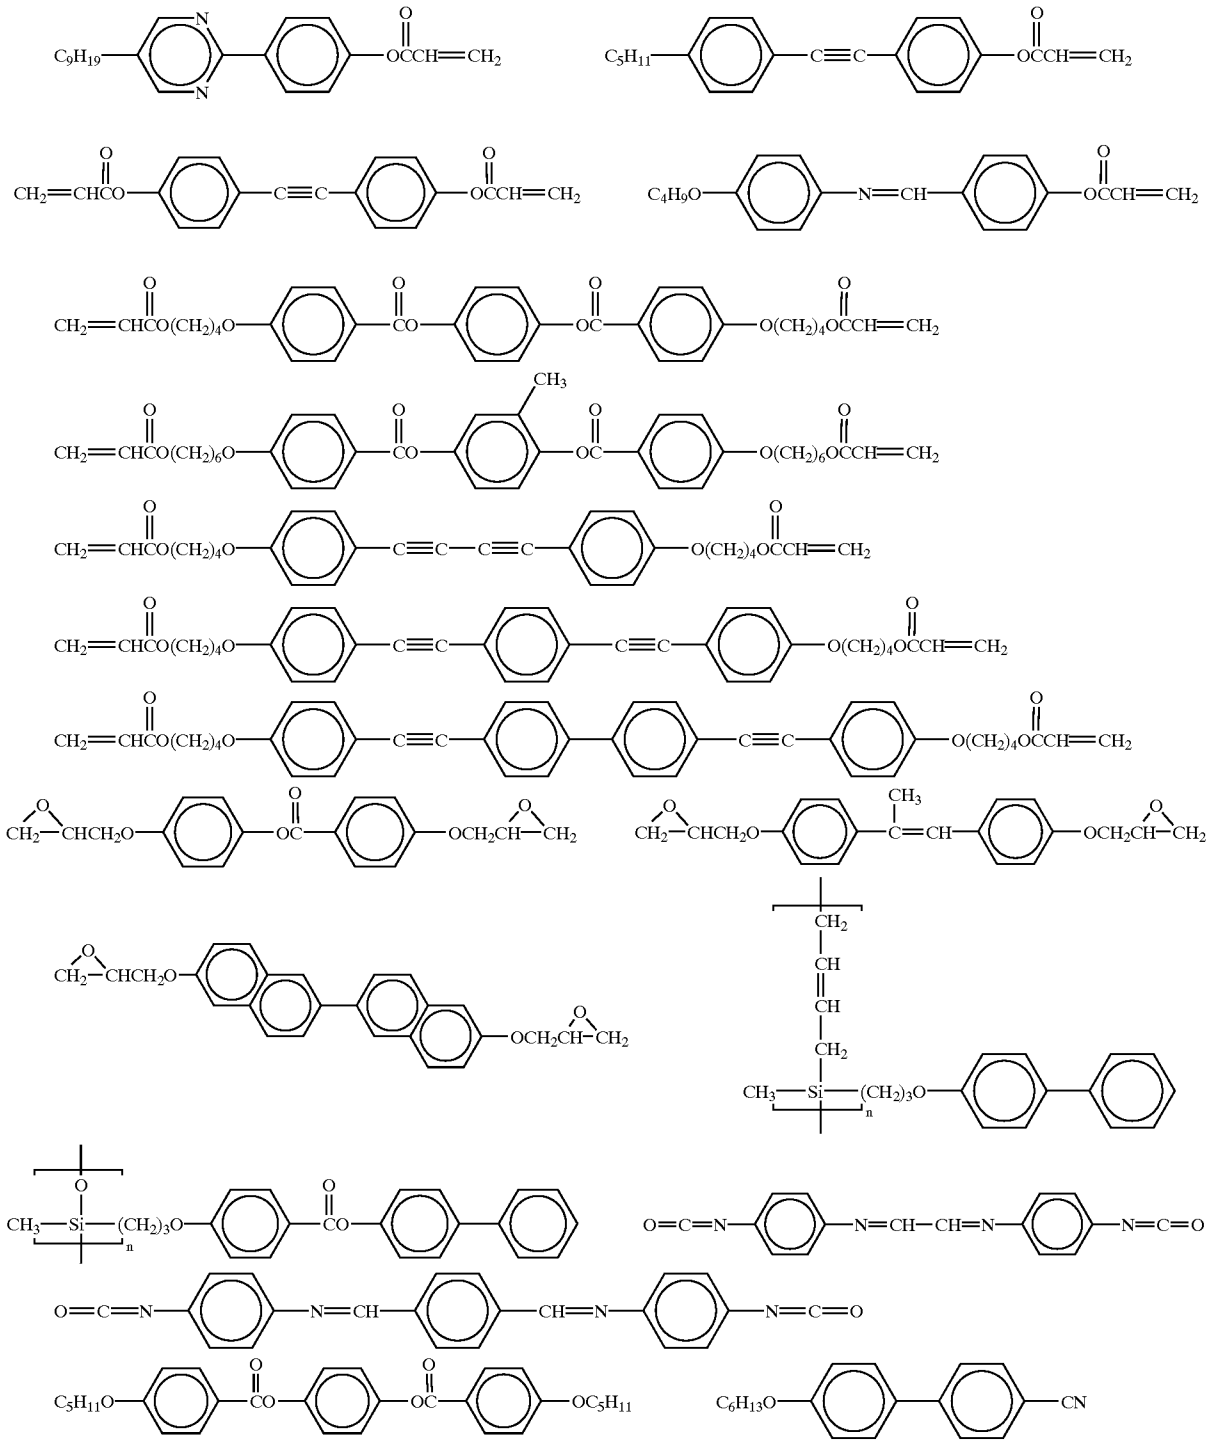 C9H19 N N O OCCH=CH2
C5H11 C≡C O OCCH=CH2
CH2=CHCO O C≡C O OCCH=CH2
C4H9O N=CH O OCCH=CH2
O O O O
CH2=CHCO(CH2)4O CO OC O(CH2)4OCCH=CH2
CH3
O O O O
CH2=CHCO(CH2)6O CO OC O(CH2)6OCCH=CH2
O O
CH2=CHCO(CH2)4O C≡C C≡C O(CH2)4OCCH=CH2
O O
CH2=CHCO(CH2)4O C≡C C≡C O(CH2)4OCCH=CH2
O O
CH2=CHCO(CH2)4O C≡C C≡C O(CH2)4OCCH=CH2
O O O
CH2 CHCH2O OC OCH2CH CH2
O CH3 O
CH2 CHCH2O C=CH OCH2CH CH2
O
CH2 CHCH2O
O
OCH2CH CH2
CH2
CH
CH
CH2
CH3 Si (CH2)3O
n
O O
CH3 Si (CH2)3O CO
n
O=C=N N=CH CH=N N=C=O
O=C=N N=CH CH=N N=C=O
O O
C5H11O CO OC OC5H11
C6H13O CN